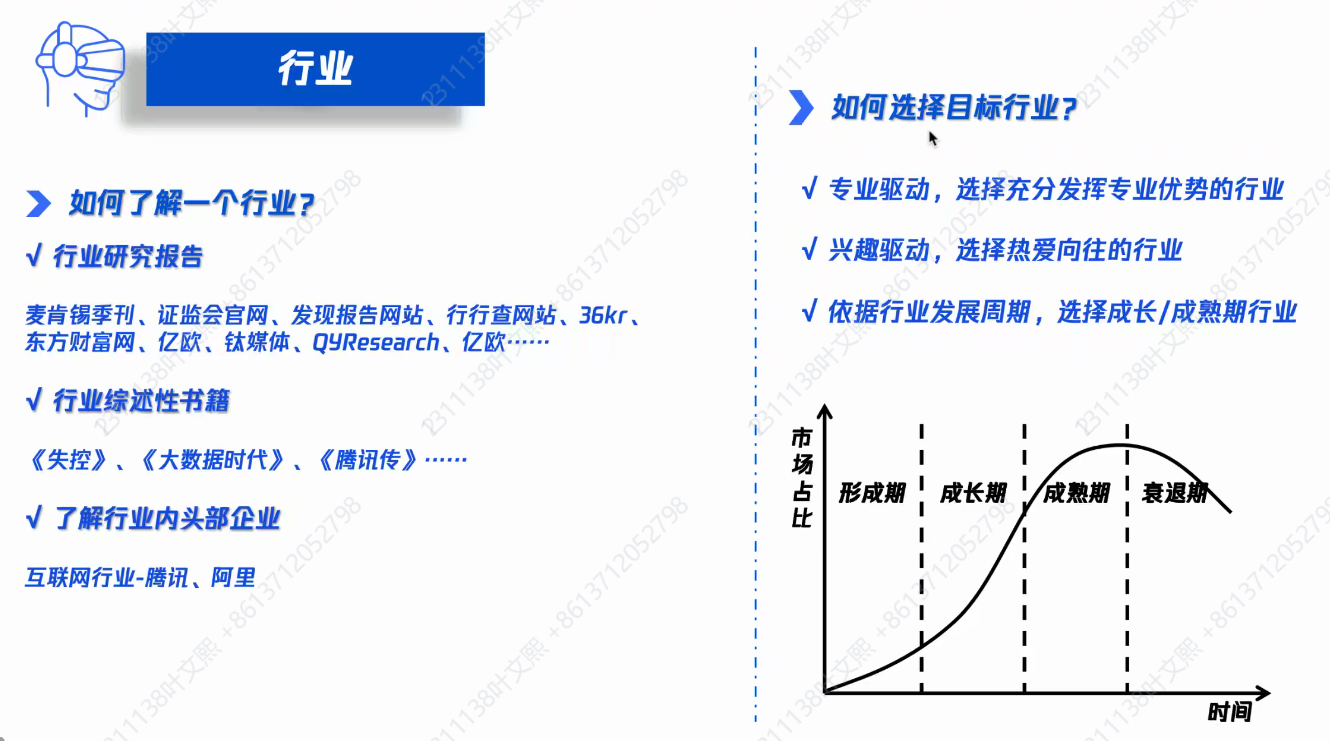 行业
如何了解一个行业?
√ 行业研究报告
麦肯锡季刊、证监会官网、发现报告网站、行行查网站、36kr、
东方财富网、亿欧、钛媒体、QYResearch、亿欧……
√ 行业综述性书籍
《失控》、《大数据时代》、《腾讯传》……
√ 了解行业内头部企业
互联网行业-腾讯、阿里
如何选择目标行业?
√ 专业驱动，选择充分发挥专业优势的行业
√ 兴趣驱动，选择热爱向往的行业
√ 依据行业发展周期，选择成长/成熟期行业
市场占比
形成期 成长期 成熟期 衰退期
时间
2311138叶文熙 +8613712052798